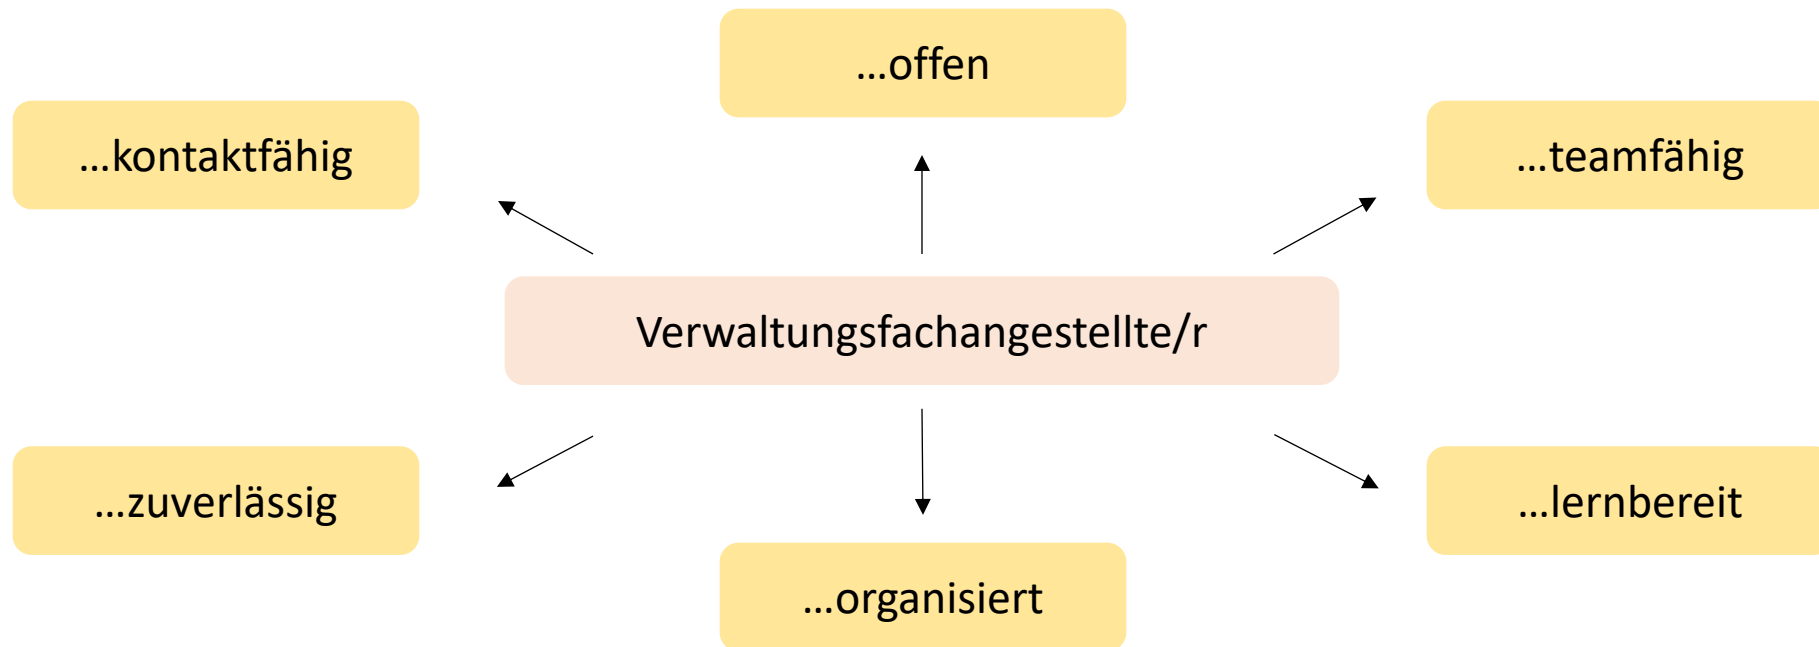 ...offen
...kontaktfähig
...teamfähig
Verwaltungsfachangestellte/r
...zuverlässig
...lernbereit
...organisiert